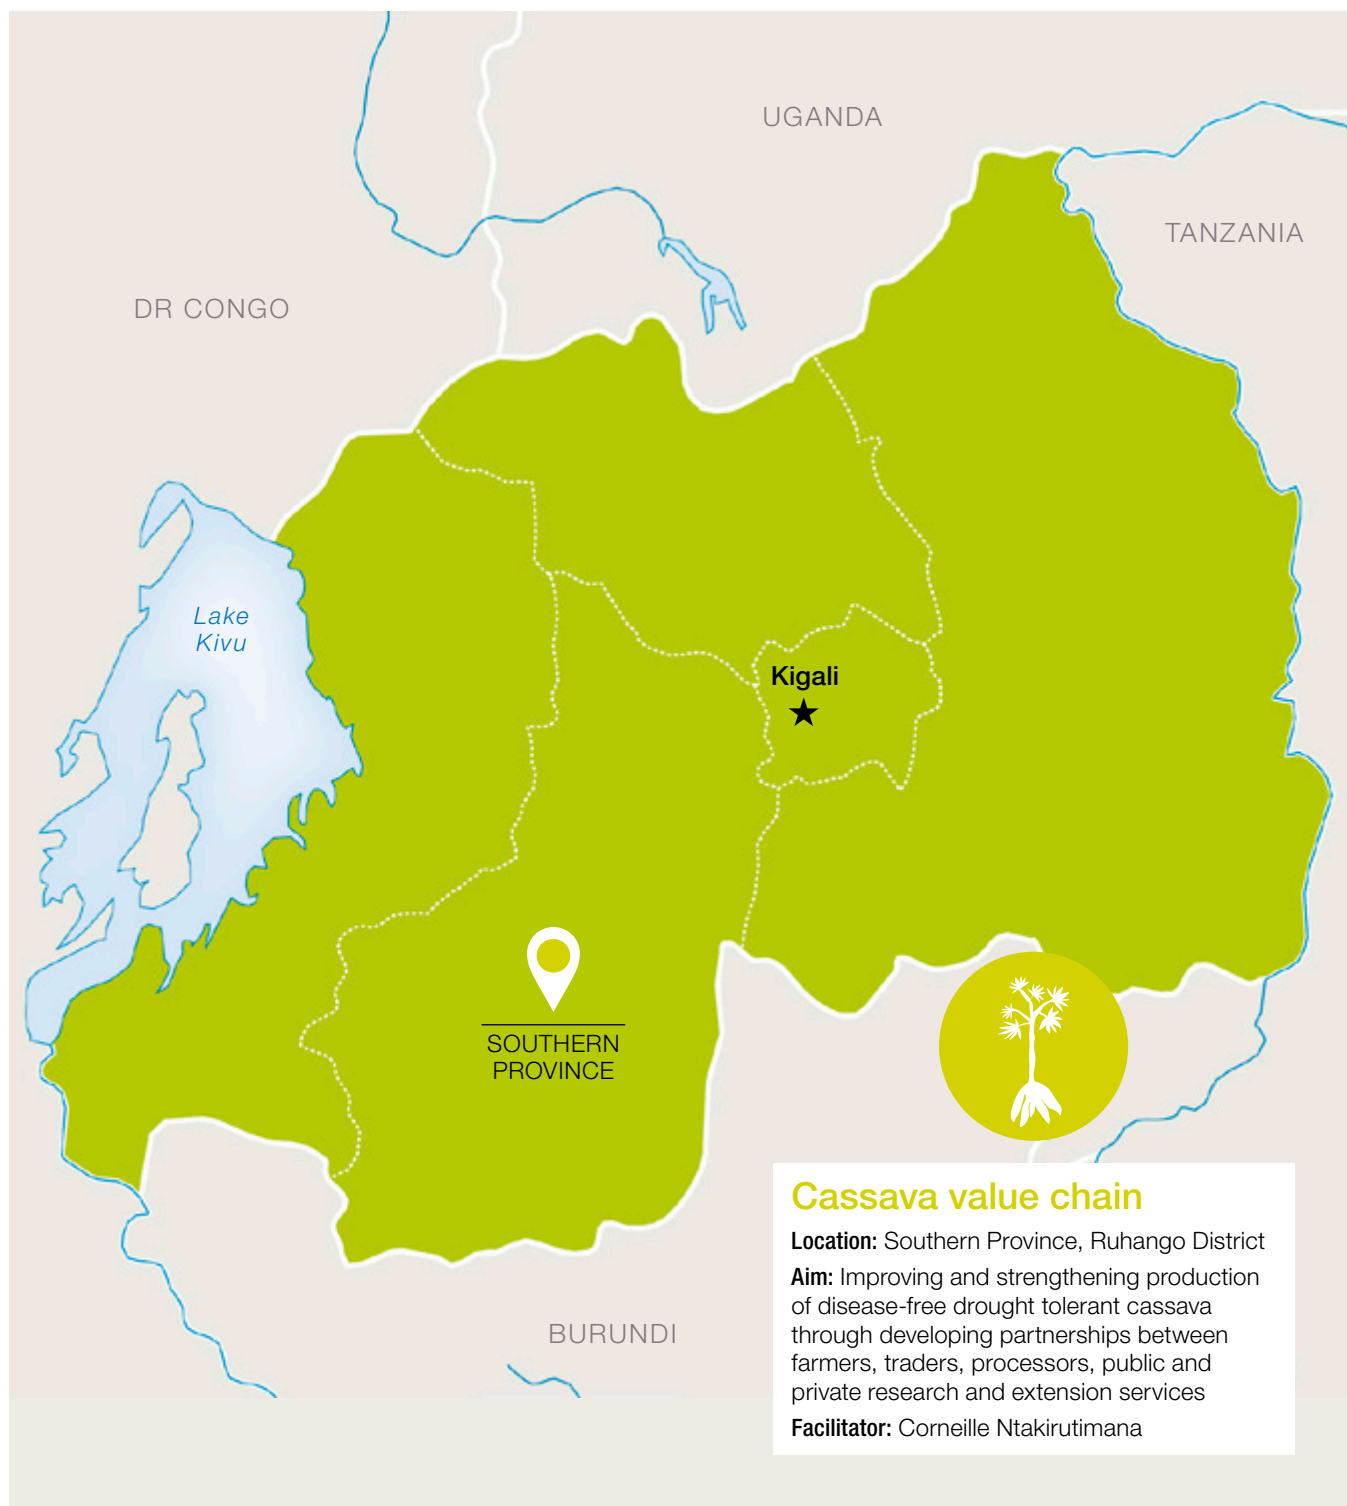 UGANDA
TANZANIA
DR CONGO
Lake
Kivu
Kigali
SOUTHERN
PROVINCE
BURUNDI
Cassava value chain
Location: Southern Province, Ruhango District
Aim: Improving and strengthening production
of disease-free drought tolerant cassava
through developing partnerships between
farmers, traders, processors, public and
private research and extension services
Facilitator: Corneille Ntakirutimana